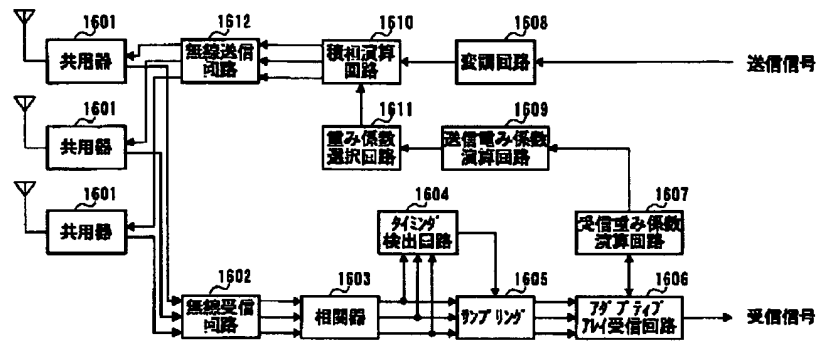 1601
共用器
1612
無線送信
回路
1610
積和演算
回路
1608
変調回路
送信信号
1601
共用器
1611
重み係数
選択回路
1609
送信重み係数
演算回路
1601
共用器
1604
タイミング
検出回路
1607
受信重み係数
演算回路
1602
無線受信
回路
1603
相関器
1605
サンプリング
1606
アダプティブ
アレイ受信回路
受信信号